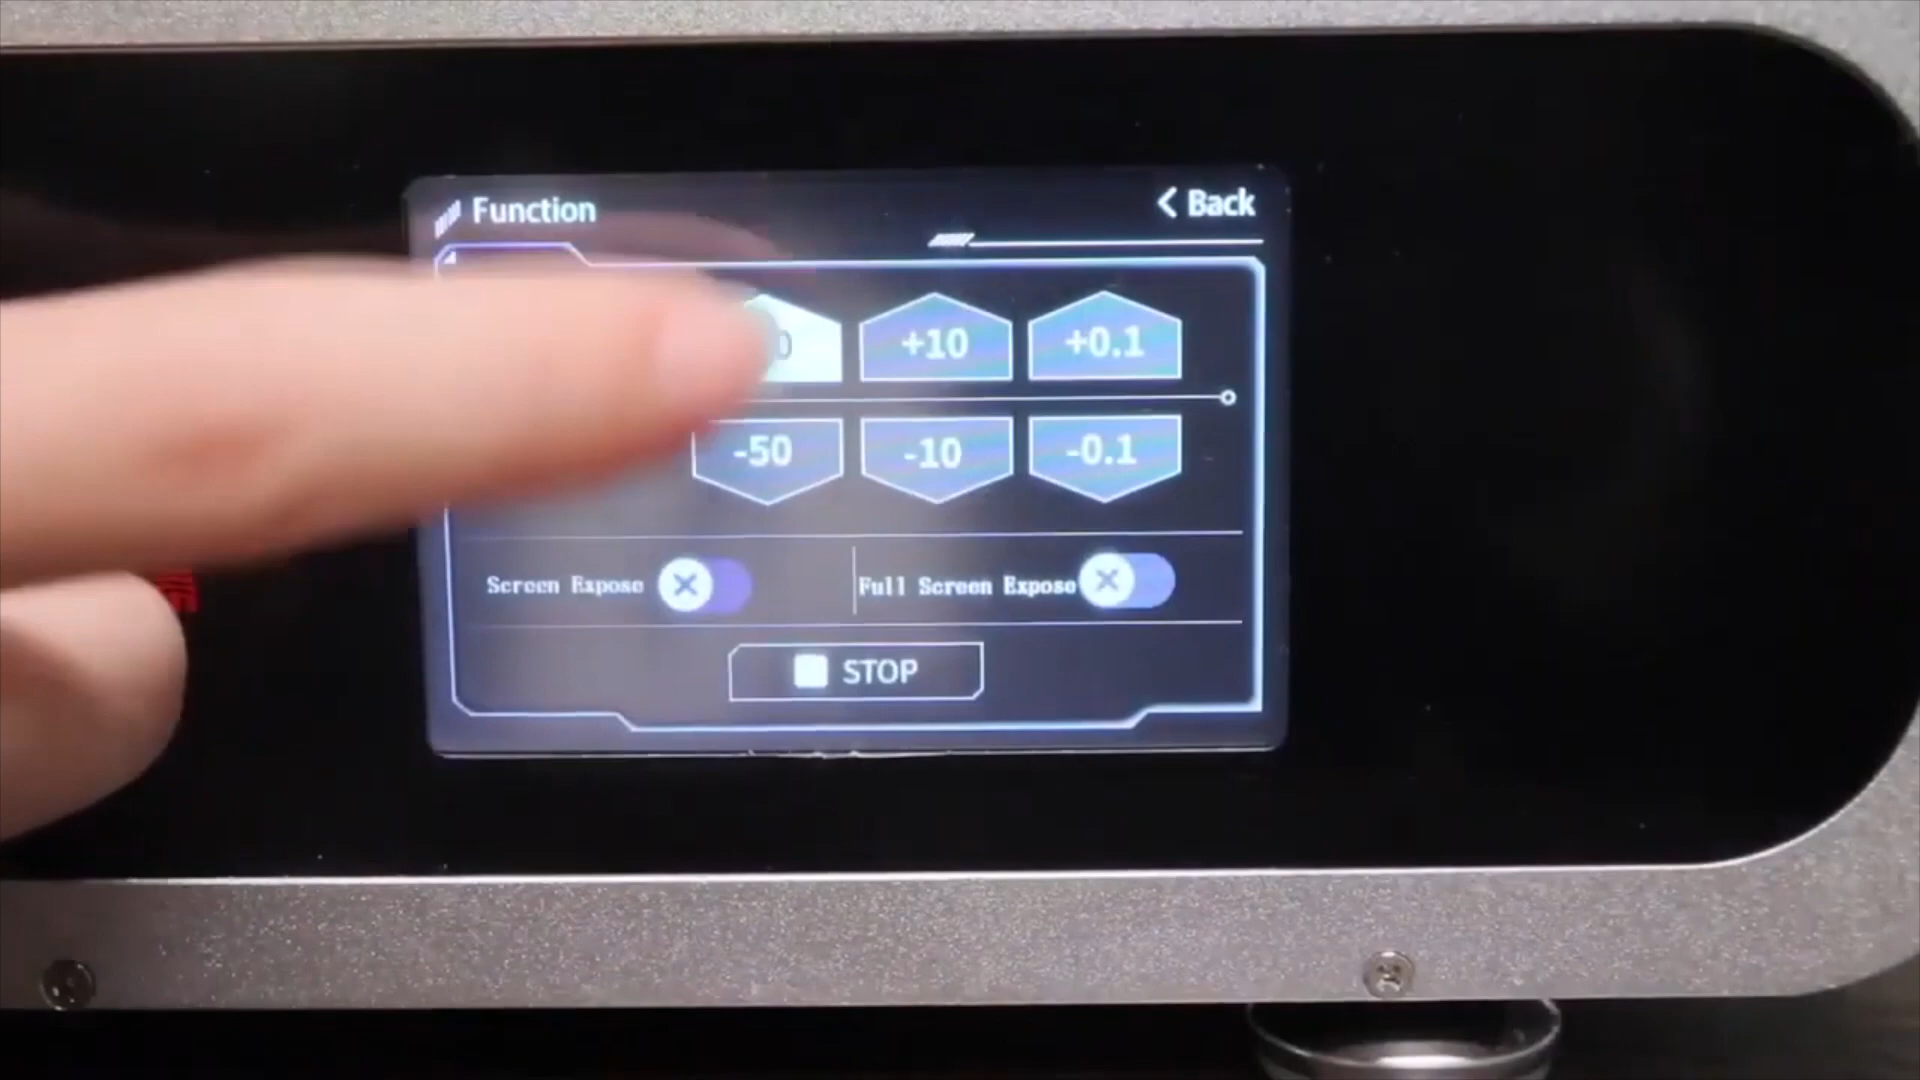 Function
Back
+10
+0.1
-50
-10
-0.1
Screen Expose
Full Screen Expose
STOP